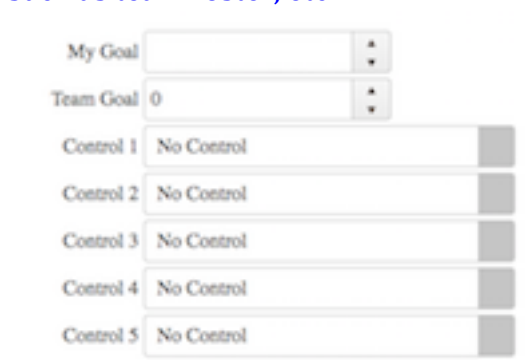 My Goal
Team Goal 0
Control 1 No Control
Control 2 No Control
Control 3 No Control
Control 4 No Control
Control 5 No Control